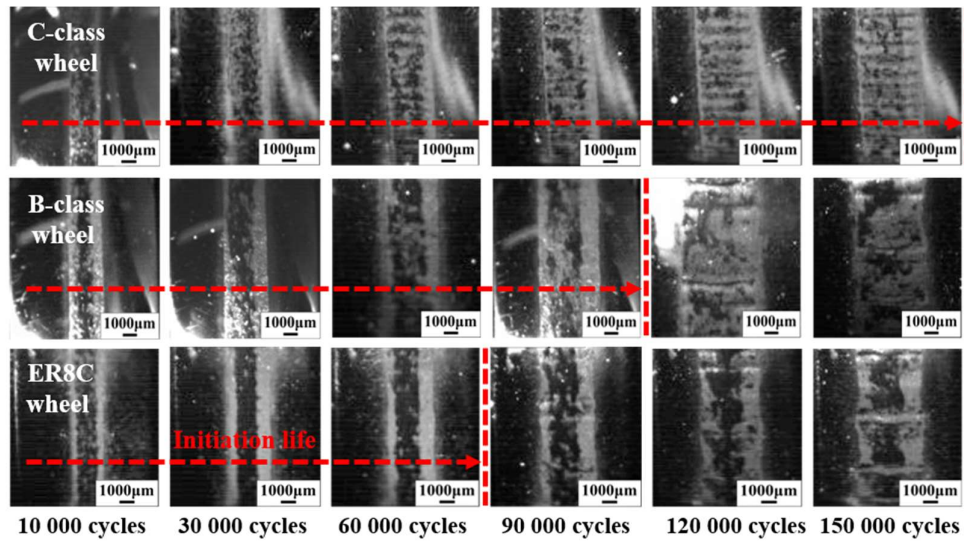 C-class
wheel
1000μm
1000μm
1000μm
1000μm
1000μm
1000μm
B-class
wheel
1000μm
1000μm
1000μm
1000μm
1000μm
1000μm
ER8C
wheel
Initiation life
1000μm
1000μm
1000μm
1000μm
1000μm
1000μm
10 000 cycles
30 000 cycles
60 000 cycles
90 000 cycles
120 000 cycles
150 000 cycles